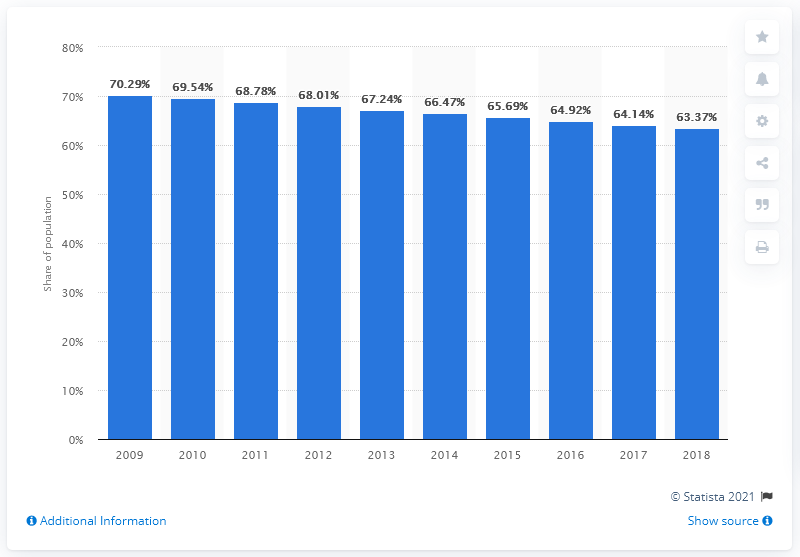 80%
70%
60%
50%
40%
30%
20%
10%
0%
Share of population
70.29% 69.54% 68.78% 68.01% 67.24% 66.47% 65.69% 64.92% 64.14% 63.37%
2009 2010 2011 2012 2013 2014 2015 2016 2017 2018
© Statista 2021
Additional Information Show source